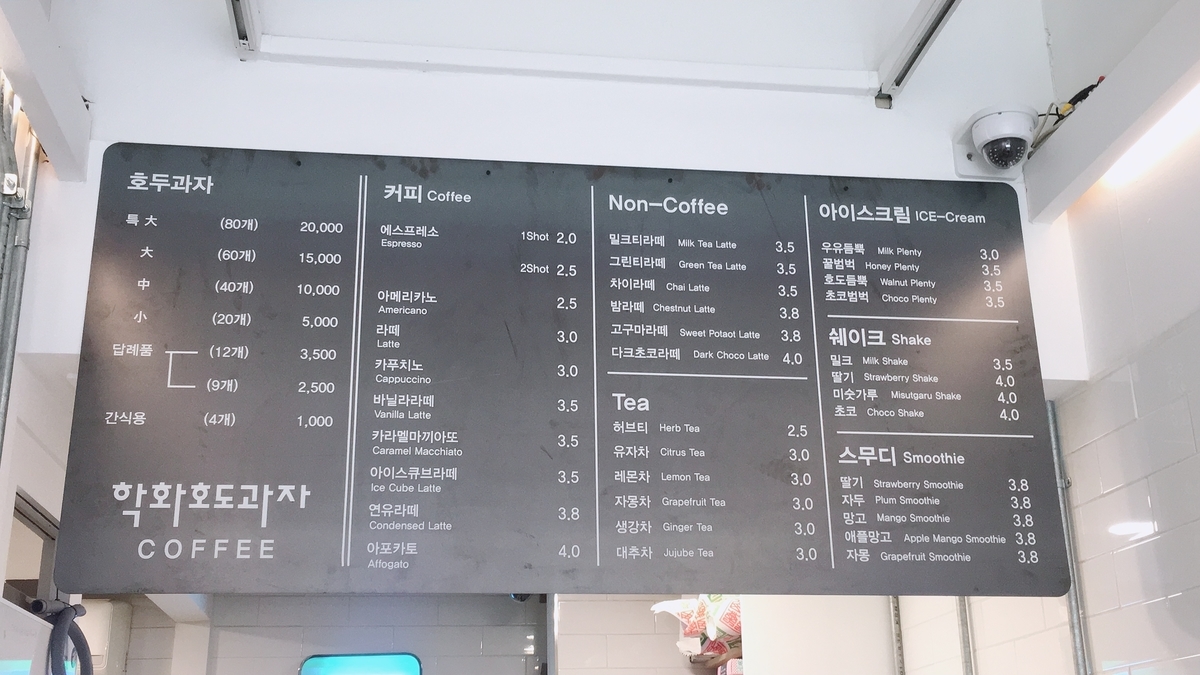 호두과자
특 大 (80개) 20,000
大 (60개) 15,000
中 (40개) 10,000
小 (20개) 5,000
답례품 (12개) 3,500
(9개) 2,500
간식용 (4개) 1,000
학화호도과자
COFFEE
커피 Coffee
에스프레소 1Shot 2.0
Espresso
2Shot 2.5
아메리카노 2.5
Americano
라떼 3.0
Latte
카푸치노 3.0
Cappuccino
바닐라라떼 3.5
Vanilla Latte
카라멜마끼아또 3.5
Caramel Macchiato
아이스큐브라떼 3.5
Ice Cube Latte
연유라떼 3.8
Condensed Latte
아포카토 4.0
Affogato
Non-Coffee
밀크티라떼 Milk Tea Latte 3.5
그린티라떼 Green Tea Latte 3.5
차이라떼 Chai Latte 3.5
밤라떼 Chestnut Latte 3.8
고구마라떼 Sweet Potaot Latte 3.8
다크초코라떼 Dark Choco Latte 4.0
Tea
허브티 Herb Tea 2.5
유자차 Citrus Tea 3.0
레몬차 Lemon Tea 3.0
자몽차 Grapefruit Tea 3.0
생강차 Ginger Tea 3.0
대추차 Jujube Tea 3.0
아이스크림 ICE-Cream
우유듬뿍 Milk Plenty 3.0
꿀범벅 Honey Plenty 3.5
호도듬뿍 Walnut Plenty 3.5
초코범벅 Choco Plenty 3.5
쉐이크 Shake
밀크 Milk Shake 3.5
딸기 Strawberry Shake 4.0
미숫가루 Misutgaru Shake 4.0
초코 Choco Shake 4.0
스무디 Smoothie
딸기 Strawberry Smoothie 3.8
자두 Plum Smoothie 3.8
망고 Mango Smoothie 3.8
애플망고 Apple Mango Smoothie 3.8
자몽 Grapefruit Smoothie 3.8